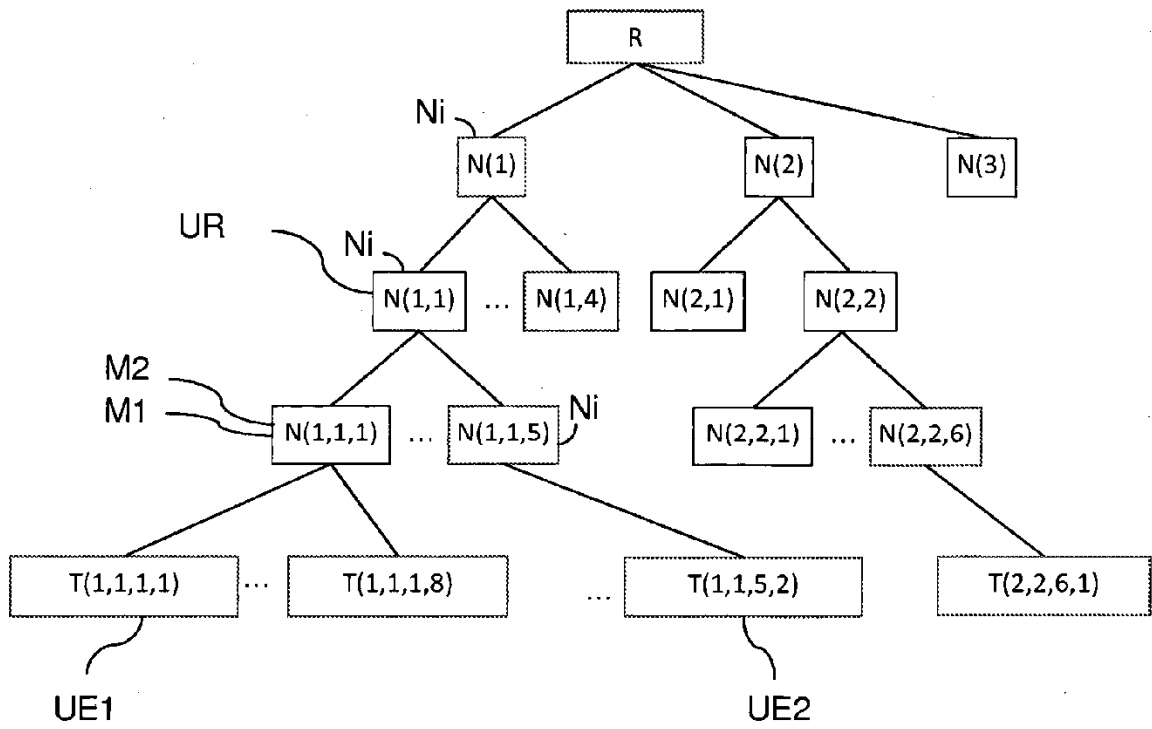 R
Ni
N(1) N(2) N(3)
UR Ni
N(1,1) ... N(1,4) N(2,1) N(2,2)
M2
M1 Ni
N(1,1,1) ... N(1,1,5) N(2,2,1) ... N(2,2,6)
T(1,1,1,1) ... T(1,1,1,8) ... T(1,1,5,2) T(2,2,6,1)
UE1 UE2